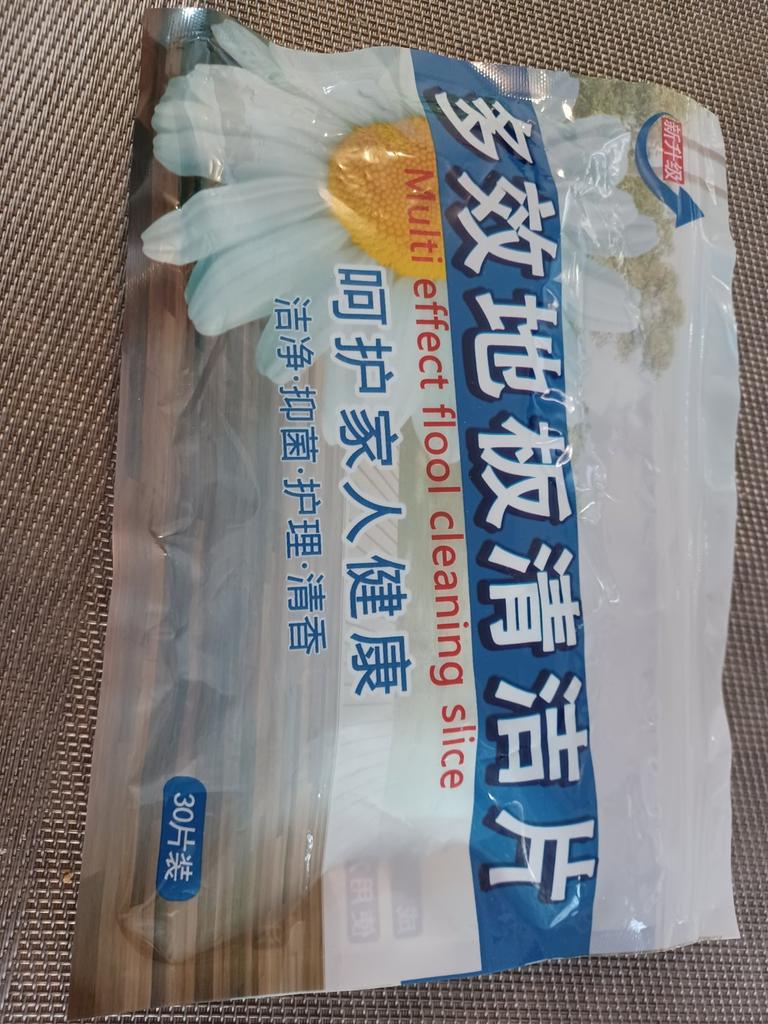 新升级
多效地板清洁片
Multi effect flool cleaning slice
呵护家人健康
洁净·抑菌·护理·清香
30片装